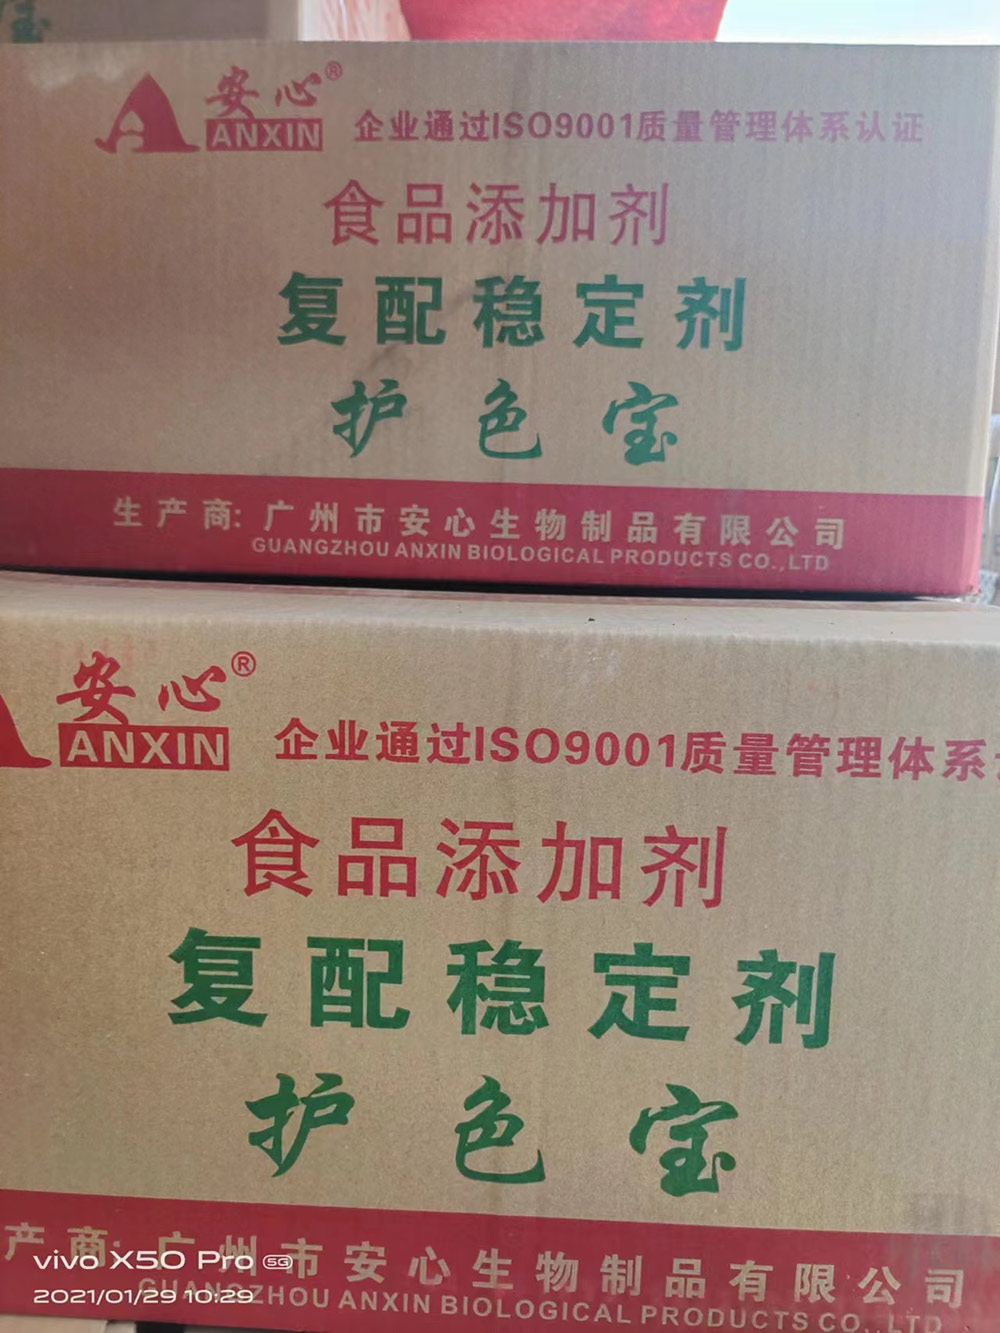 安心®
ANXIN
企业通过ISO9001质量管理体系认证
食品添加剂
复配稳定剂
护色宝
生产商:广州市安心生物制品有限公司
GUANGZHOU ANXIN BIOLOGICAL PRODUCTS CO.,LTD
安心®
ANXIN
企业通过ISO9001质量管理体系
食品添加剂
复配稳定剂
护色宝
产商:广州市安心生物制品有限公司
GUANGZHOU ANXIN BIOLOGICAL PRODUCTS CO.,LTD
vivo X50 Pro 5G
2021/01/29 10:29